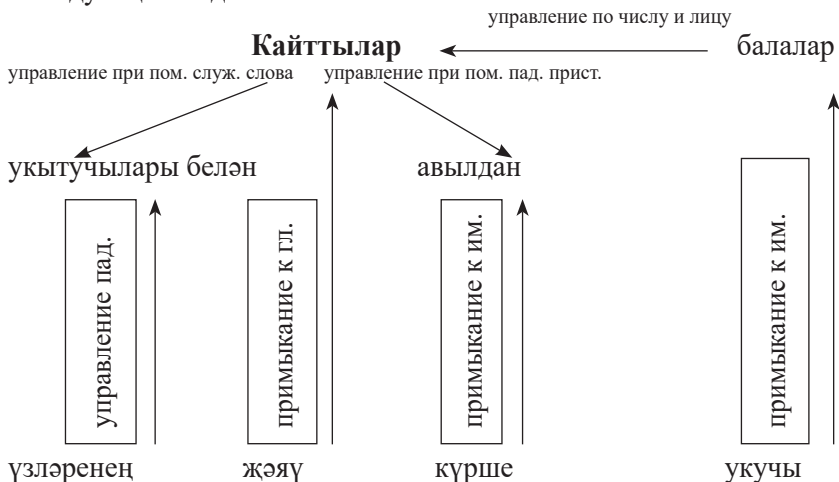 управление по числу и лицу
Кайттылар балалар
управление при пом. служ. слова управление при пом. пад. прист.
укытучылары белән авылдан
управление пад.
примыкание к гл.
примыкание к им.
примыкание к им.
үзләренең җәяү күрше укучы